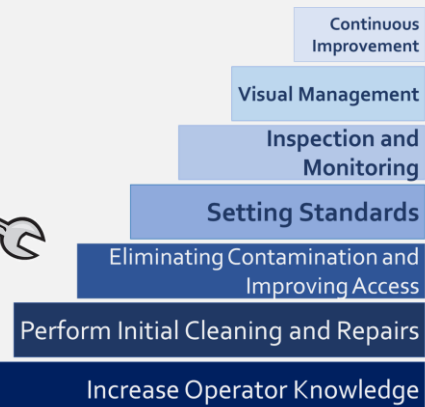 Continuous
Improvement
Visual Management
Inspection and
Monitoring
Setting Standards
Eliminating Contamination and
Improving Access
Perform Initial Cleaning and Repairs
Increase Operator Knowledge